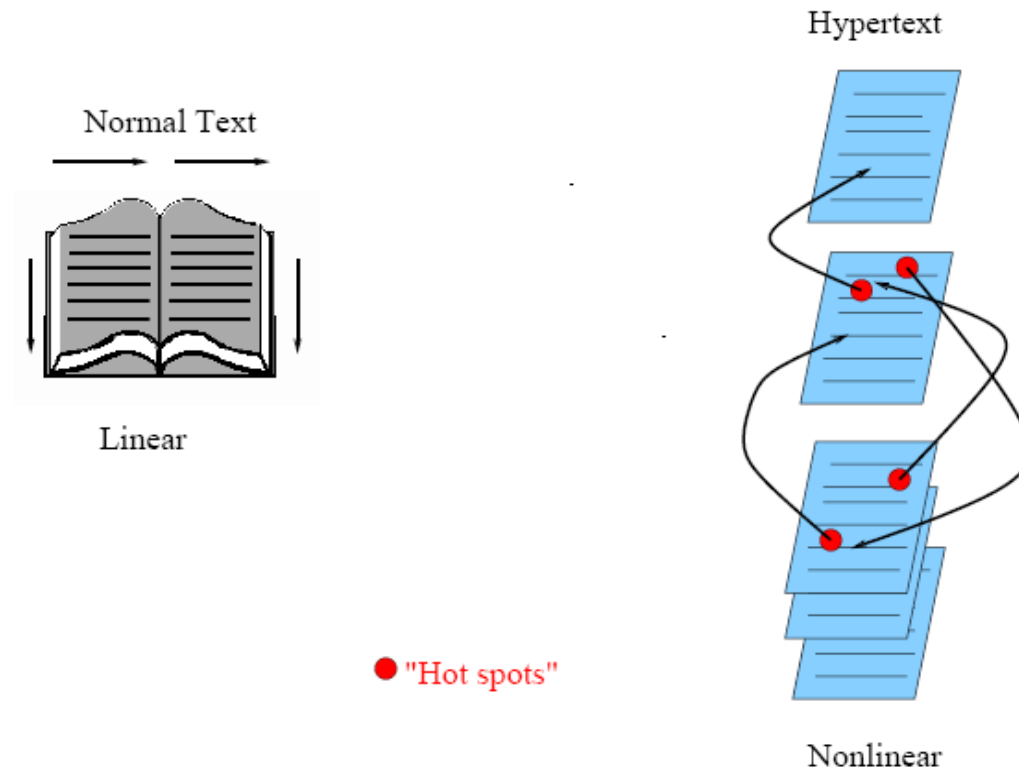 Hypertext
Normal Text
Linear
"Hot spots"
Nonlinear